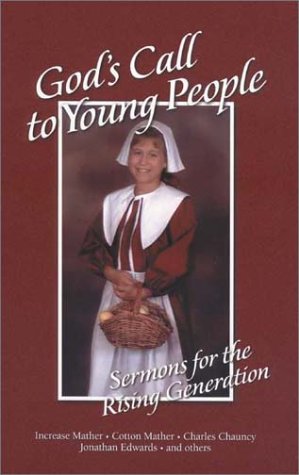 God's Call
to Young People
Sermons for the
Rising Generation
Increase Mather • Cotton Mather • Charles Chauncy
Jonathan Edwards • and others